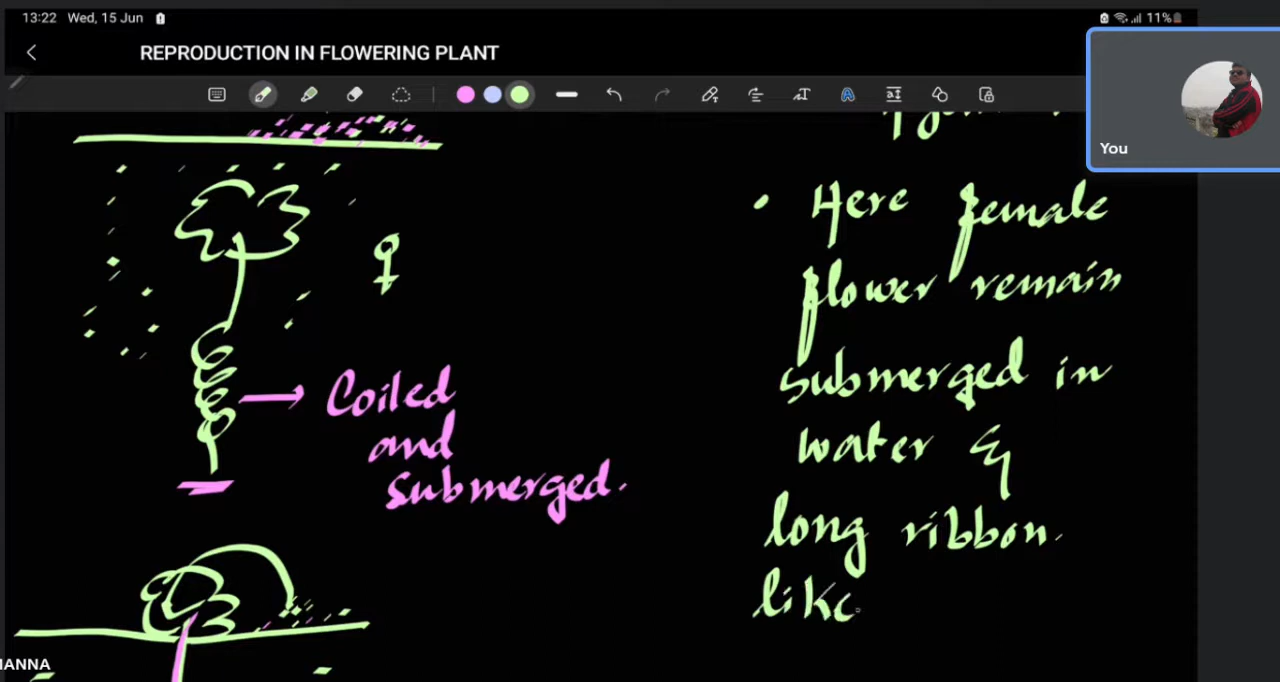 13:22 Wed, 15 Jun
11%
REPRODUCTION IN FLOWERING PLANT
You
• Here female
flower remain
submerged in
water &
long ribbon.
like
♀
Coiled
and
submerged.
IANNA